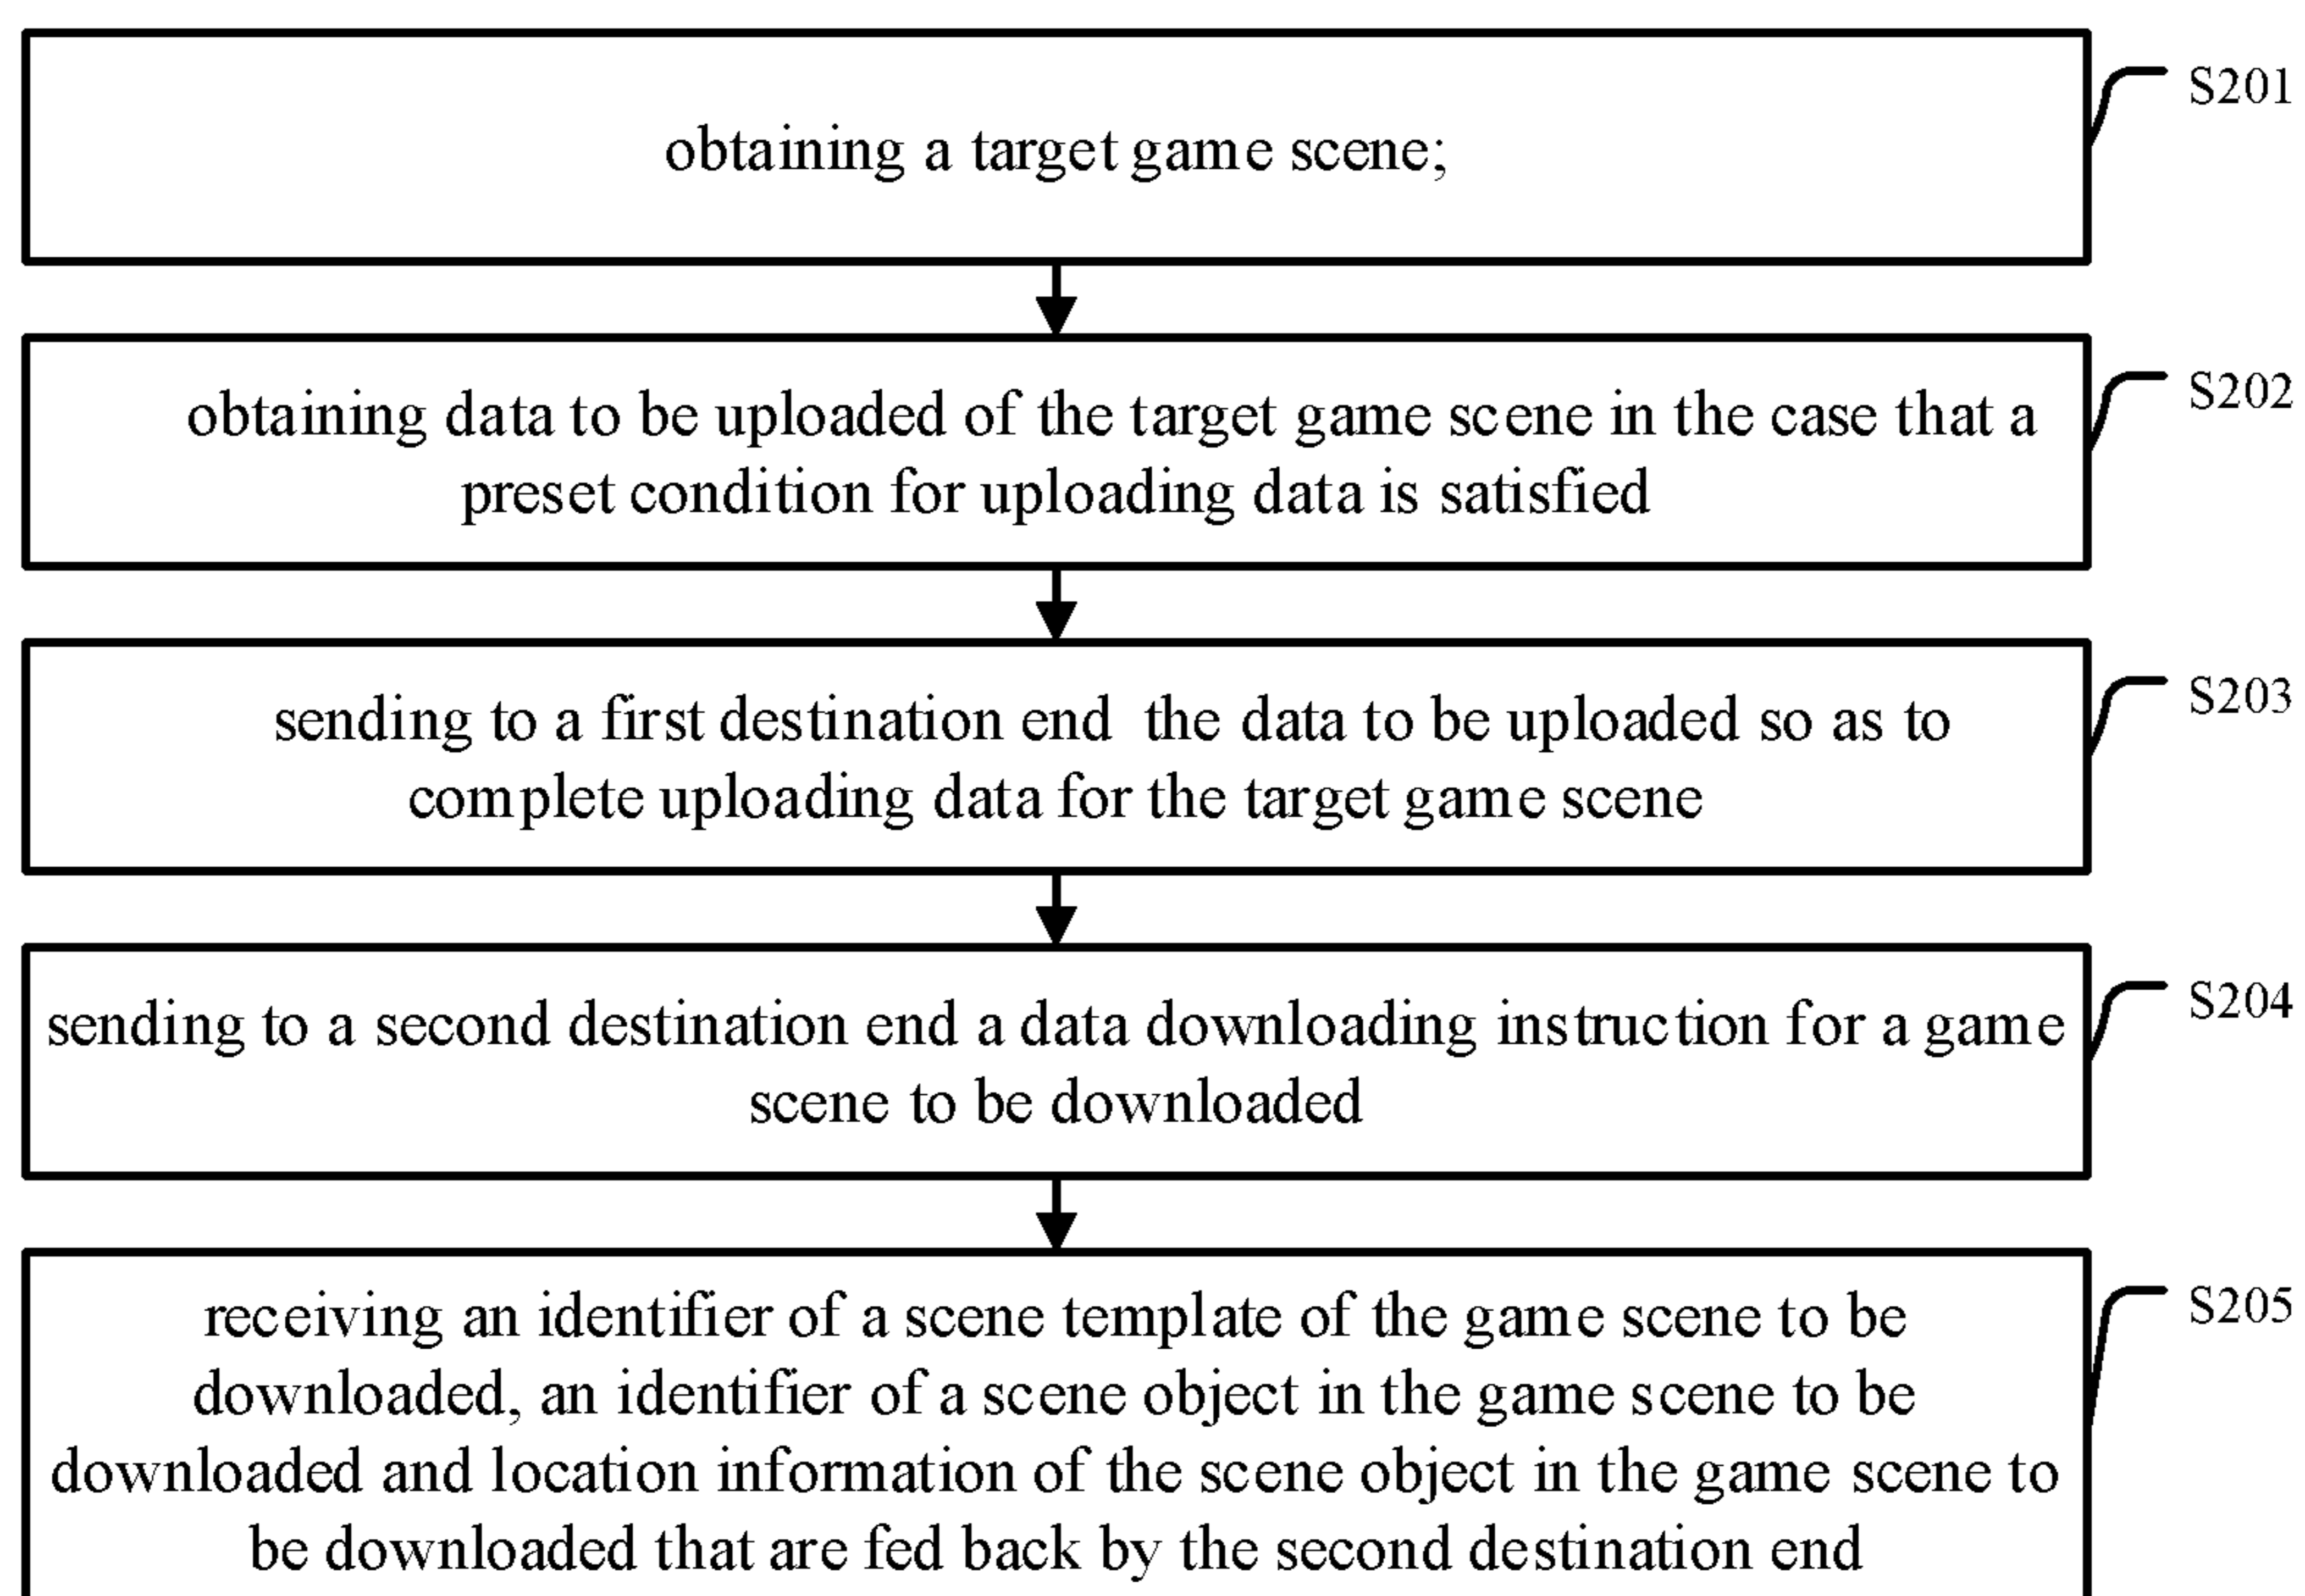 obtaining a target game scene;
S201
obtaining data to be uploaded of the target game scene in the case that a
preset condition for uploading data is satisfied
S202
sending to a first destination end the data to be uploaded so as to
complete uploading data for the target game scene
S203
sending to a second destination end a data downloading instruction for a game
scene to be downloaded
S204
receiving an identifier of a scene template of the game scene to be
downloaded, an identifier of a scene object in the game scene to be
downloaded and location information of the scene object in the game scene to
be downloaded that are fed back by the second destination end
S205